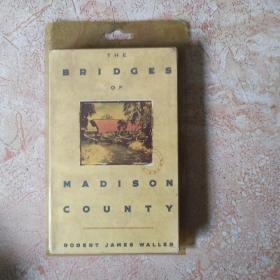 THE
BRIDGES
OF
MADISON
COUNTY
ROBERT JAMES WALLER